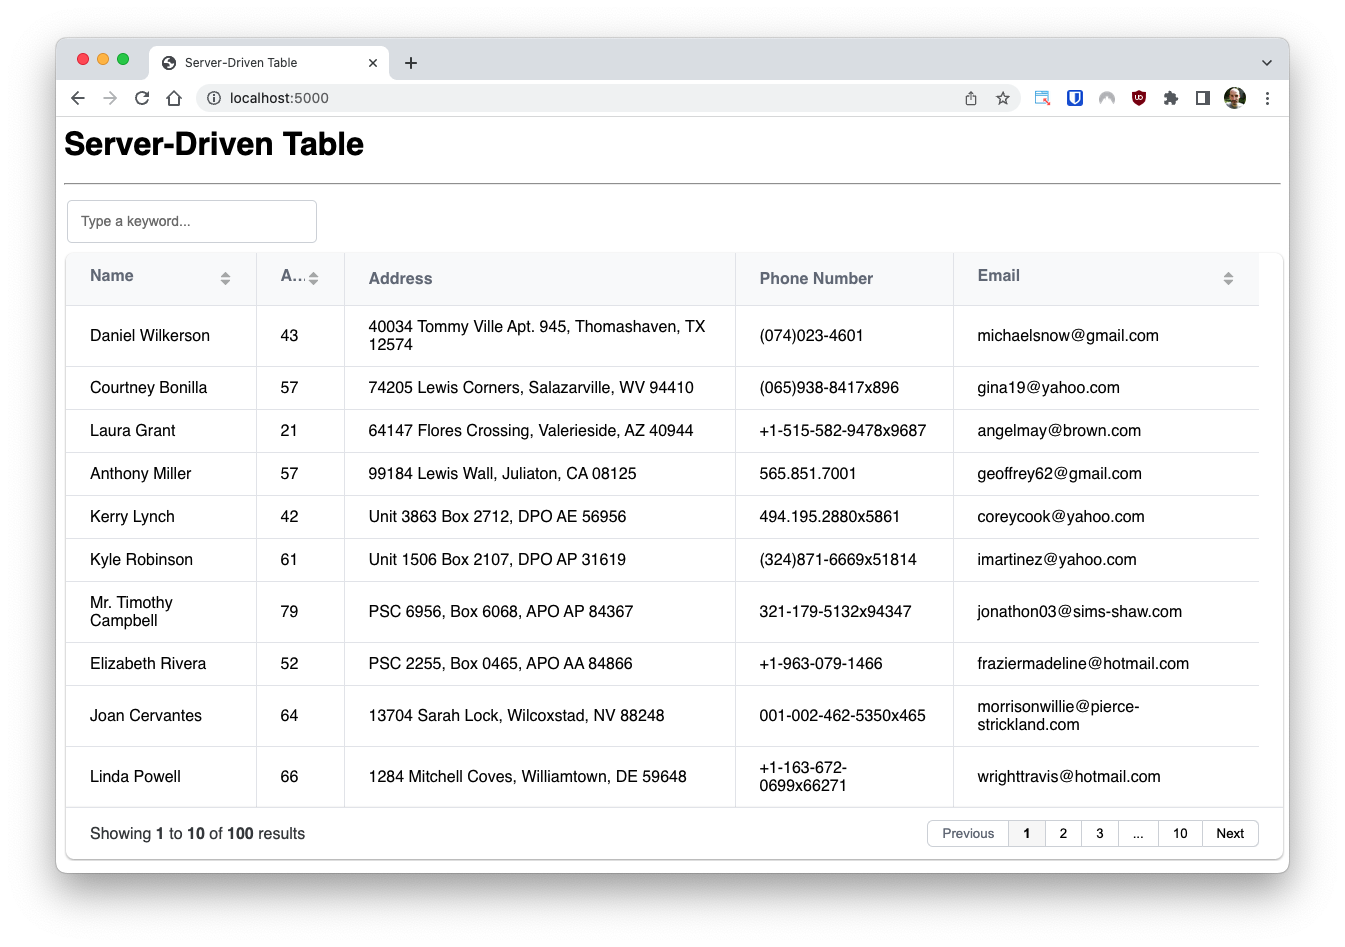 Server-Driven Table
localhost:5000
Server-Driven Table
Type a keyword...
Name A... Address Phone Number Email
Daniel Wilkerson 43 40034 Tommy Ville Apt. 945, Thomashaven, TX
12574 (074)023-4601 michaelsnow@gmail.com
Courtney Bonilla 57 74205 Lewis Corners, Salazarville, WV 94410 (065)938-8417x896 gina19@yahoo.com
Laura Grant 21 64147 Flores Crossing, Valerieside, AZ 40944 +1-515-582-9478x9687 angelmay@brown.com
Anthony Miller 57 99184 Lewis Wall, Juliaton, CA 08125 565.851.7001 geoffrey62@gmail.com
Kerry Lynch 42 Unit 3863 Box 2712, DPO AE 56956 494.195.2880x5861 coreycook@yahoo.com
Kyle Robinson 61 Unit 1506 Box 2107, DPO AP 31619 (324)871-6669x51814 imartinez@yahoo.com
Mr. Timothy
Campbell 79 PSC 6956, Box 6068, APO AP 84367 321-179-5132x94347 jonathon03@sims-shaw.com
Elizabeth Rivera 52 PSC 2255, Box 0465, APO AA 84866 +1-963-079-1466 fraziermadeline@hotmail.com
Joan Cervantes 64 13704 Sarah Lock, Wilcoxstad, NV 88248 001-002-462-5350x465 morrisonwillie@pierce-
strickland.com
Linda Powell 66 1284 Mitchell Coves, Williamtown, DE 59648 +1-163-672-
0699x66271 wrighttravis@hotmail.com
Showing 1 to 10 of 100 results Previous 1 2 3 ... 10 Next